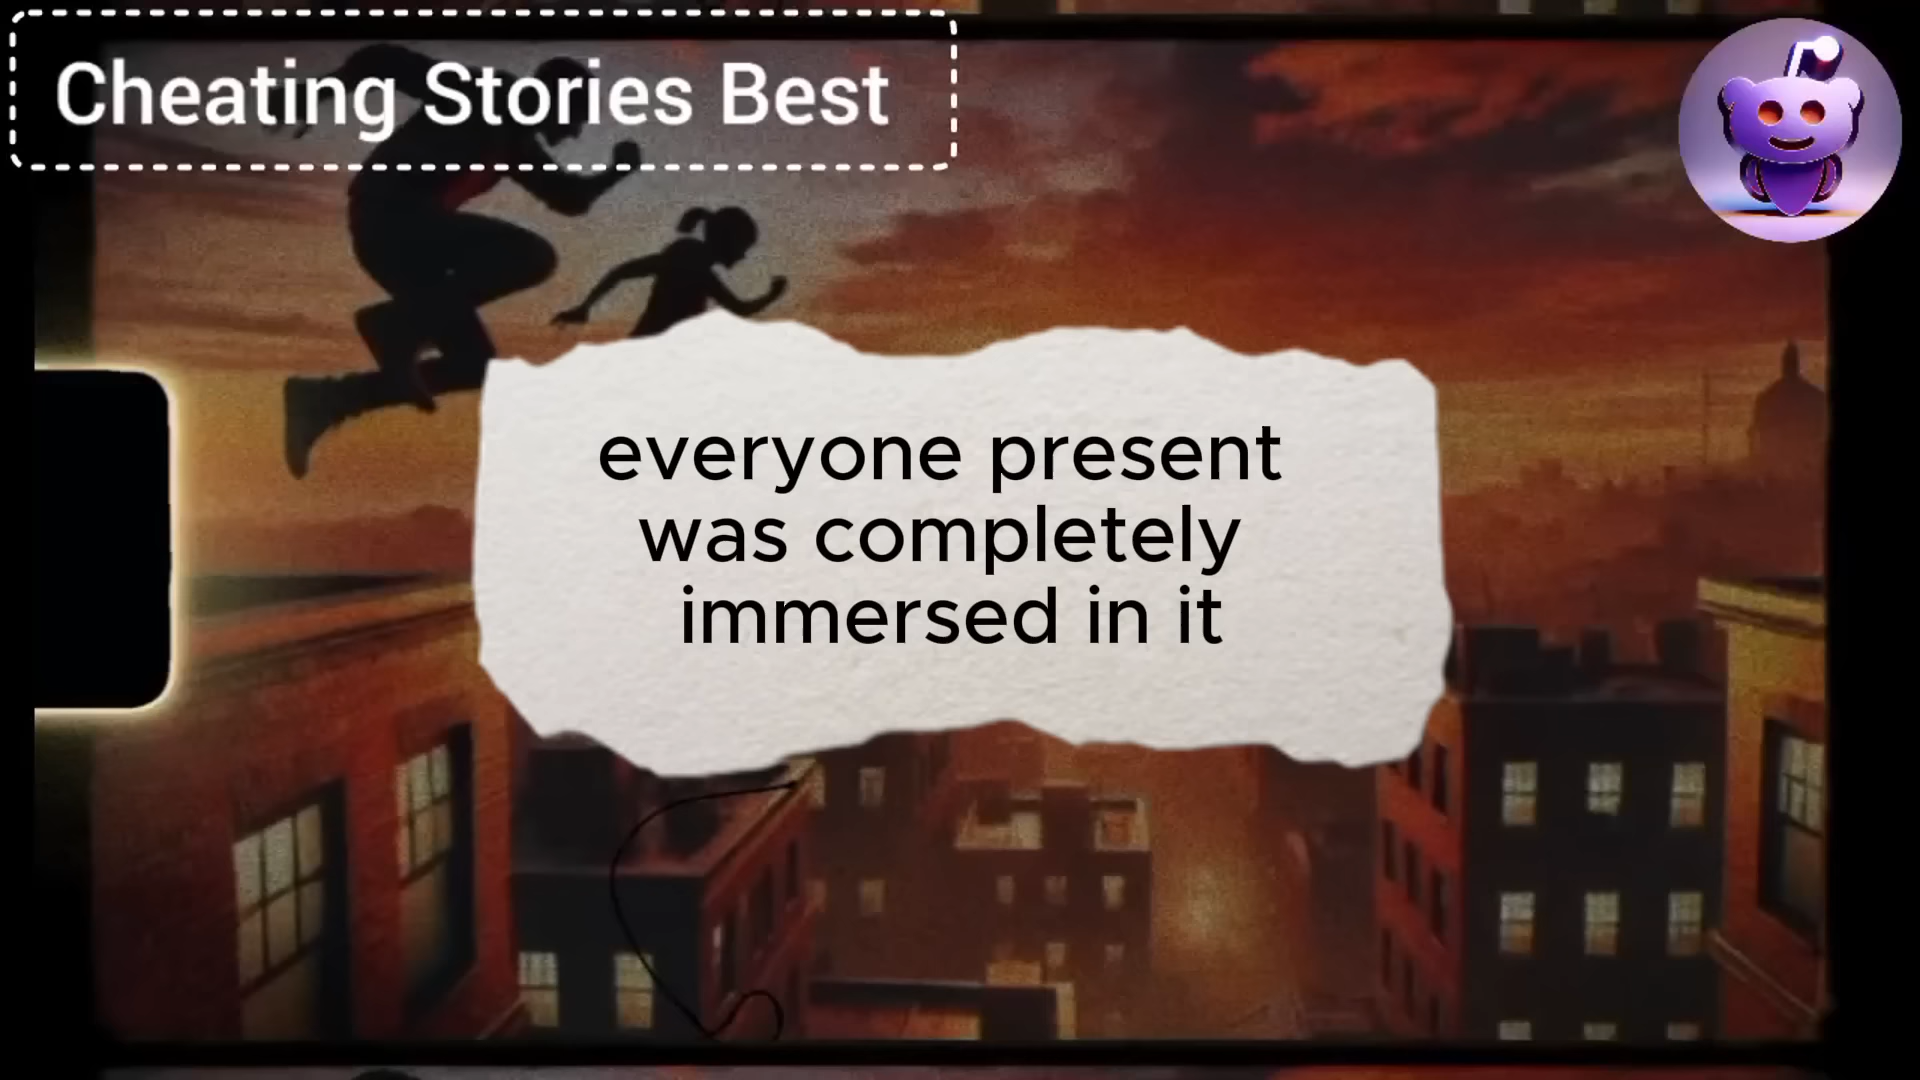 Cheating Stories Best
everyone present
was completely
immersed in it